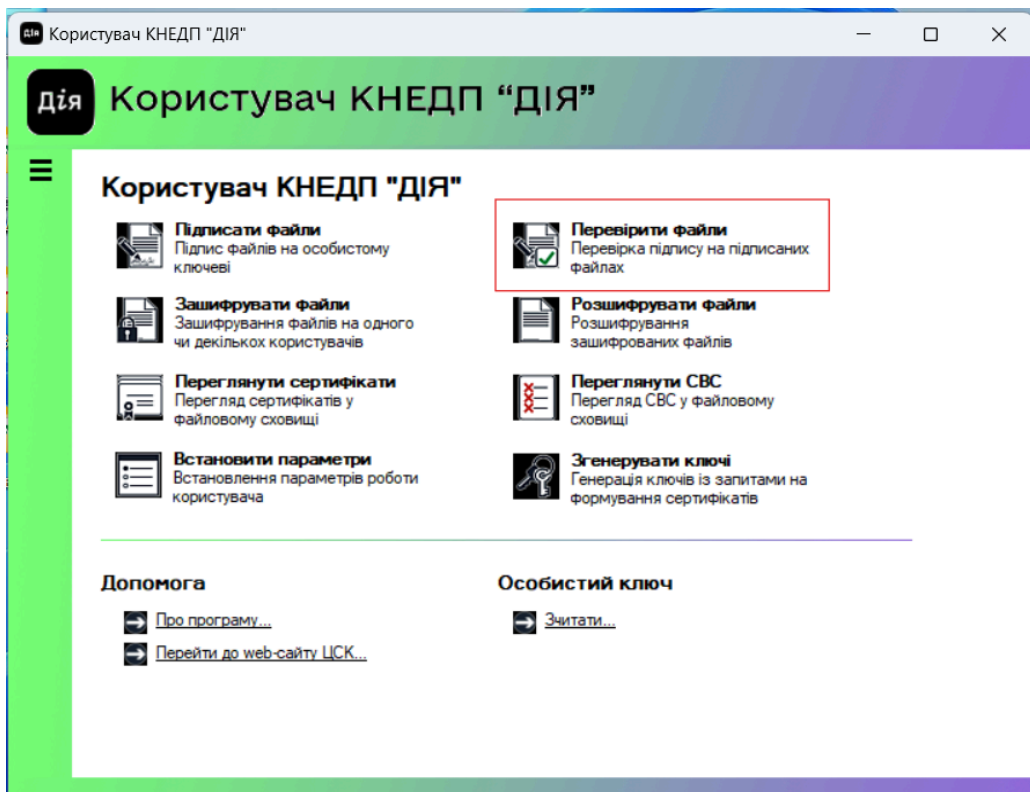 Користувач КНЕДП "ДІЯ"
Дія
Користувач КНЕДП “ДІЯ”
Користувач КНЕДП "ДІЯ"
Підписати файли
Підпис файлів на особистому
ключеві
Перевірити файли
Перевірка підпису на підписаних
файлах
Зашифрувати файли
Зашифрування файлів на одного
чи декількох користувачів
Розшифрувати файли
Розшифрування
зашифрованих файлів
Переглянути сертифікати
Перегляд сертифікатів у
файловому сховищі
Переглянути СВС
Перегляд СВС у файловому
сховищі
Встановити параметри
Встановлення параметрів роботи
користувача
Згенерувати ключі
Генерація ключів із запитами на
формування сертифікатів
Допомога
Про програму...
Перейти до web-сайту ЦСК...
Особистий ключ
Зчитати...